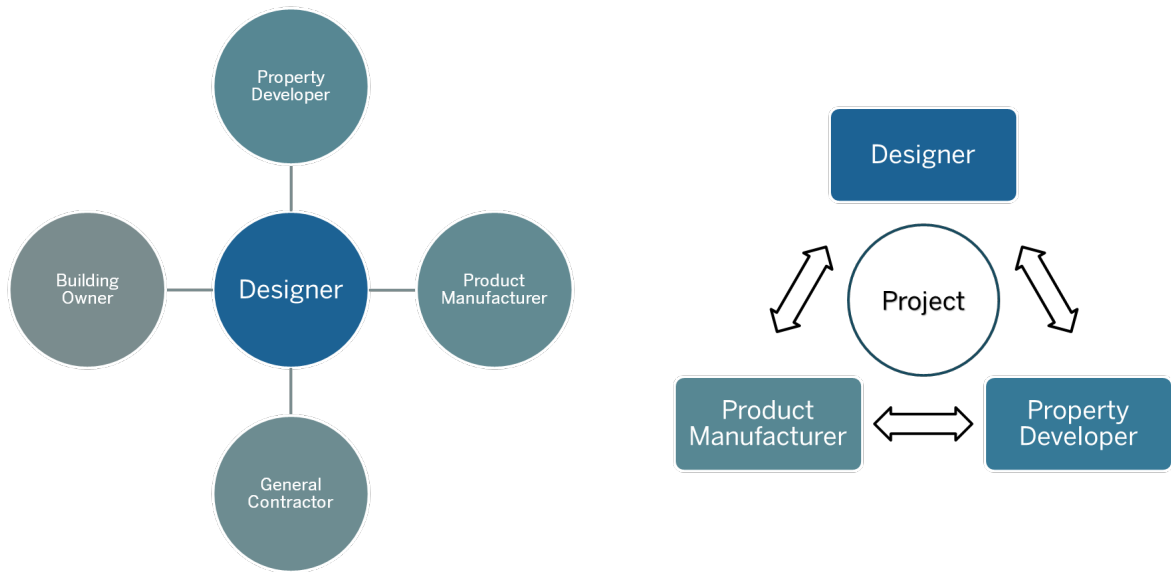 Property
Developer
Building
Owner
Designer
Product
Manufacturer
General
Contractor
Designer
Project
Product
Manufacturer
Property
Developer